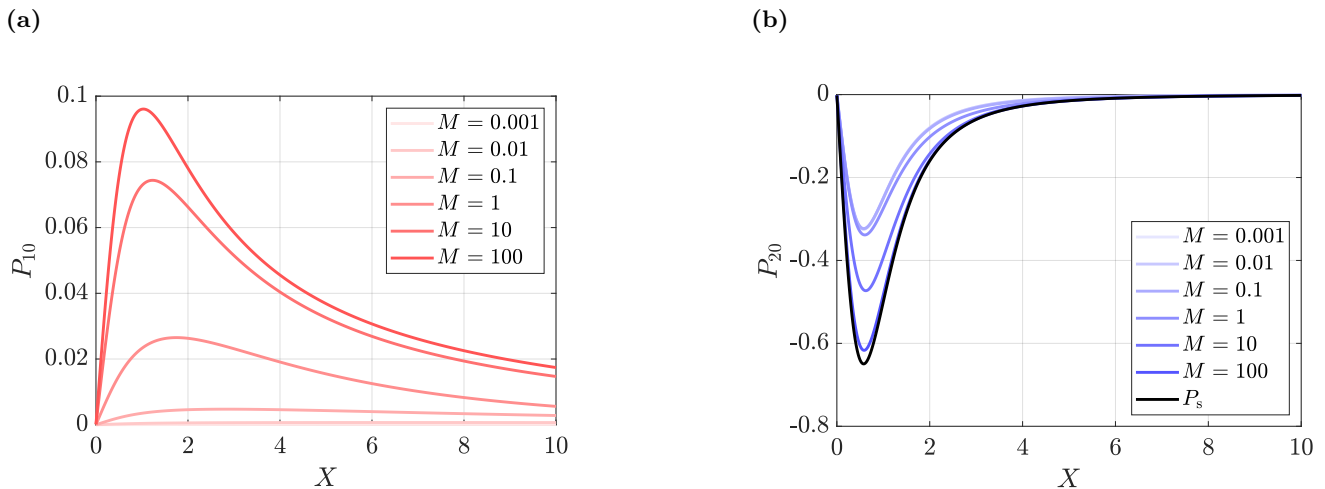 (a)
P10
0.1
0.08
0.06
0.04
0.02
0
0 2 4 6 8 10
X
M = 0.001
M = 0.01
M = 0.1
M = 1
M = 10
M = 100
(b)
P20
0
-0.2
-0.4
-0.6
-0.8
0 2 4 6 8 10
X
M = 0.001
M = 0.01
M = 0.1
M = 1
M = 10
M = 100
Ps